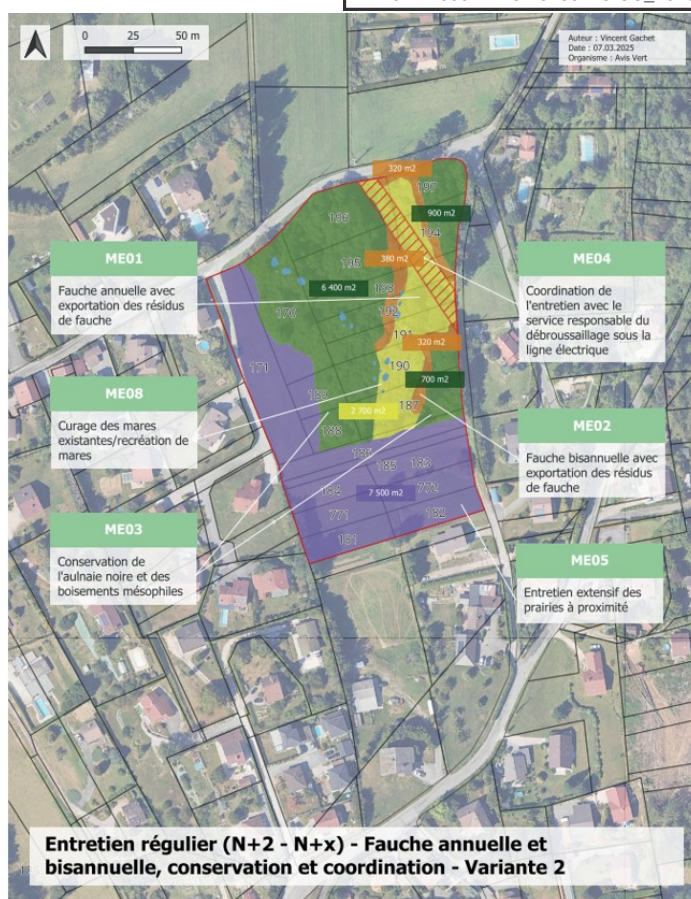 0 25 50 m
Auteur : Vincent Gachet
Date : 07.03.2025
Organisme : Avis Vert
320 m2
197
900 m2
196
194
ME01
Fauche annuelle avec
exportation des résidus
de fauche
195
380 m2
ME04
Coordination de
l'entretien avec le
service responsable du
débroussaillage sous la
ligne électrique
6 400 m2
193
170
192
191
320 m2
171
190
700 m2
ME08
Curage des mares
existantes/recréation de
mares
189
2 700 m2
187
188
ME02
Fauche bisannuelle avec
exportation des résidus
de fauche
186
185
183
184
7 500 m2
772
771
182
181
ME03
Conservation de
l'aulnaie noire et des
boisements mésophiles
ME05
Entretien extensif des
prairies à proximité
Entretien régulier (N+2 - N+x) - Fauche annuelle et
bisannuelle, conservation et coordination - Variante 2